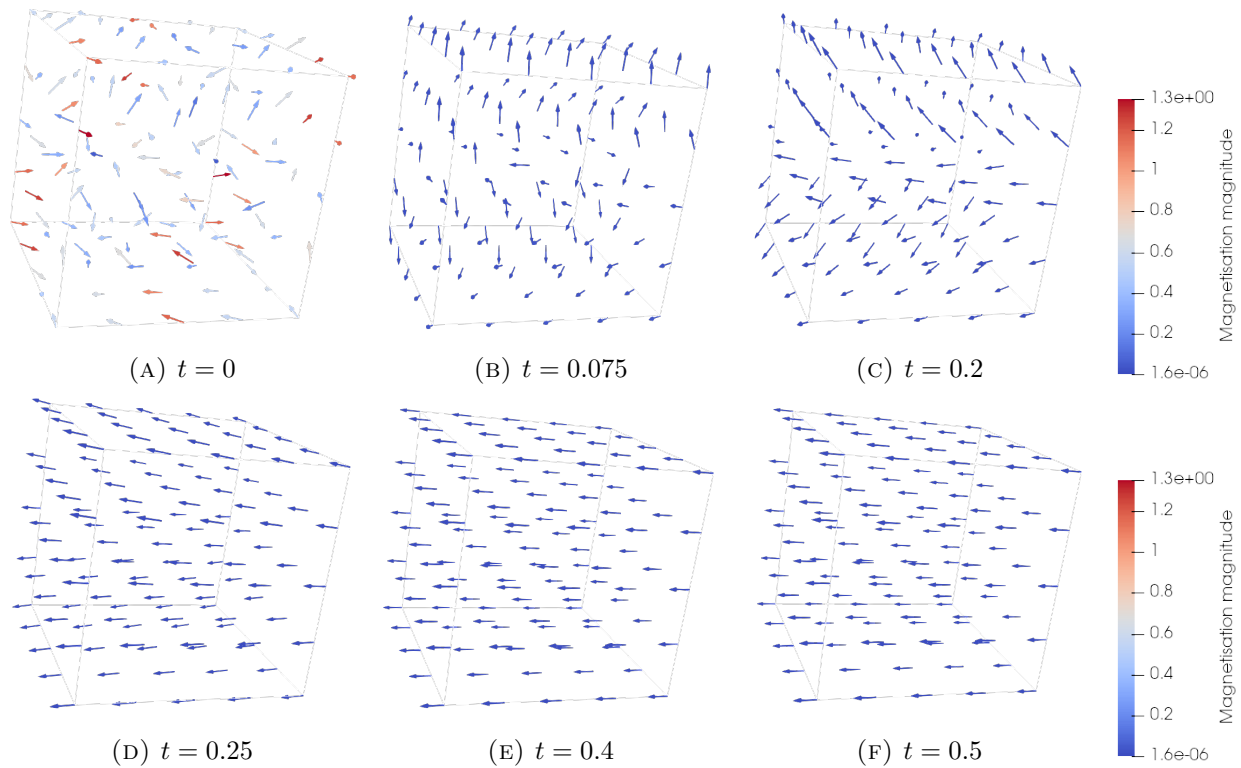 1.3e+00
1.2
1
0.8
0.6
0.4
0.2
1.6e-06
Magnetisation magnitude
(A) t = 0
(B) t = 0.075
(C) t = 0.2
1.3e+00
1.2
1
0.8
0.6
0.4
0.2
1.6e-06
Magnetisation magnitude
(D) t = 0.25
(E) t = 0.4
(F) t = 0.5